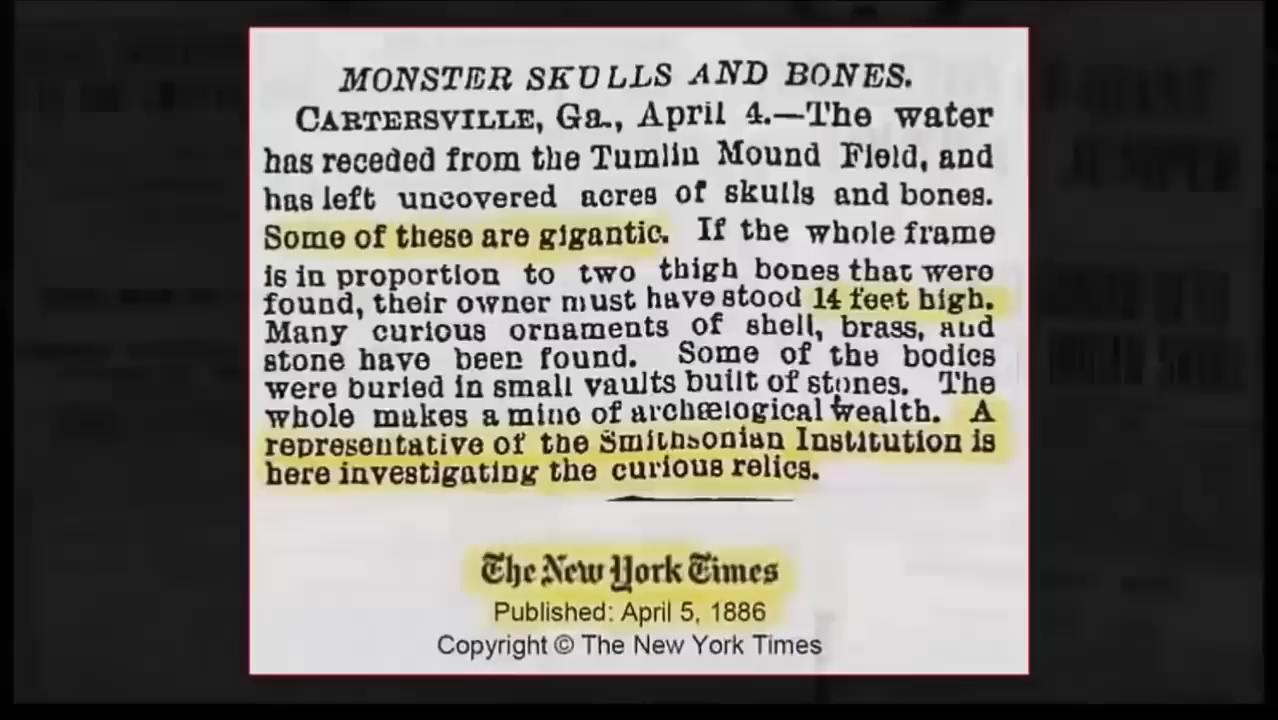 MONSTER SKULLS AND BONES.
CARTERSVILLE, Ga., April 4.—The water
has receded from the Tumlin Mound Field, and
has left uncovered acres of skulls and bones.
Some of these are gigantic. If the whole frame
is in proportion to two thigh bones that were
found, their owner must have stood 14 feet high.
Many curious ornaments of shell, brass, and
stone have been found. Some of the bodies
were buried in small vaults built of stones. The
whole makes a mine of archælogical wealth. A
representative of the Smithsonian Institution is
here investigating the curious relics.
The New York Times
Published: April 5, 1886
Copyright © The New York Times